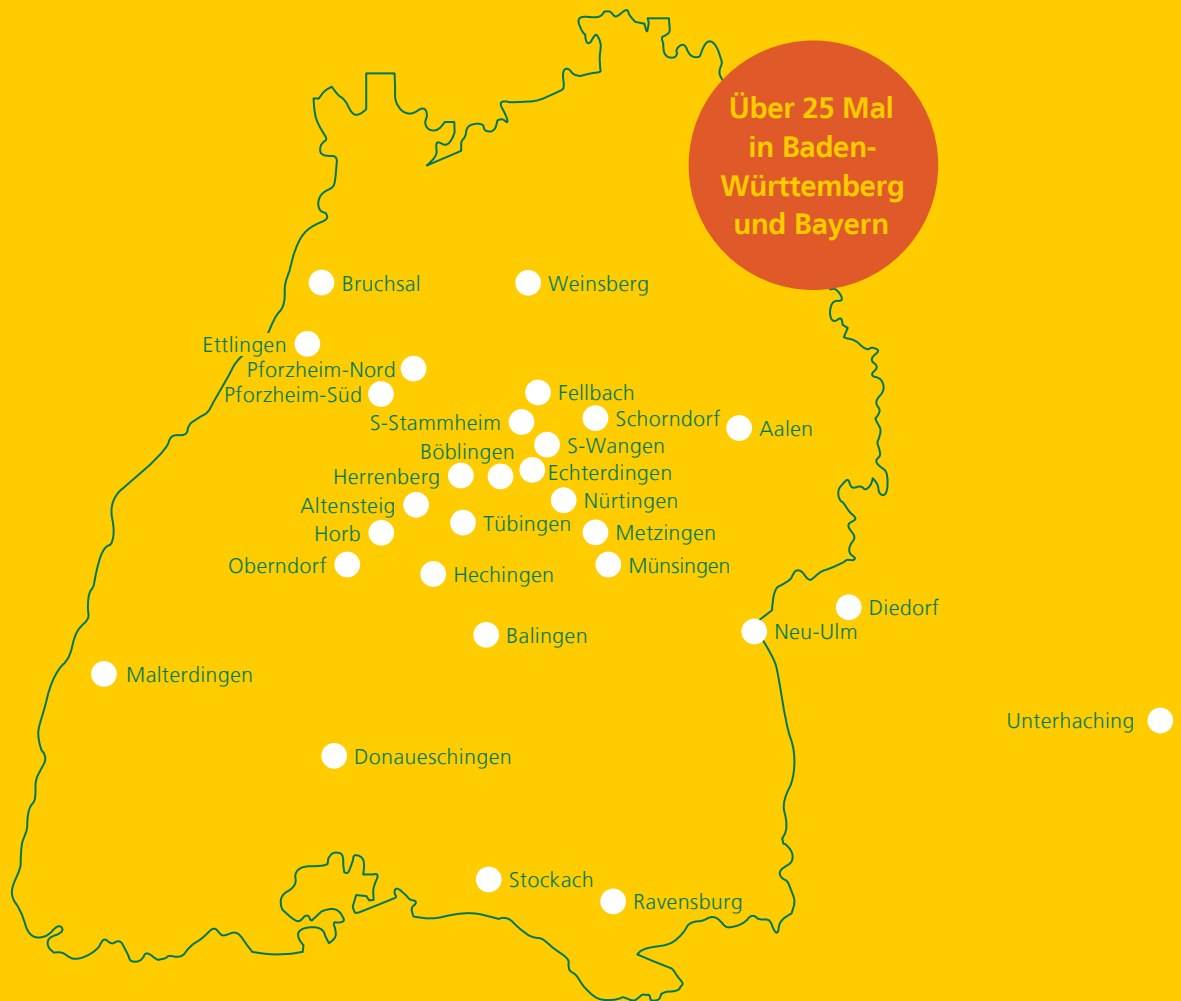 Über 25 Mal
in Baden-
Württemberg
und Bayern
Bruchsal
Weinsberg
Ettlingen
Pforzheim-Nord
Pforzheim-Süd
Fellbach
S-Stammheim
Schorndorf
Aalen
S-Wangen
Böblingen
Herrenberg
Echterdingen
Altensteig
Nürtingen
Horb
Tübingen
Metzingen
Oberndorf
Hechingen
Münsingen
Diedorf
Balingen
Neu-Ulm
Malterdingen
Unterhaching
Donaueschingen
Stockach
Ravensburg